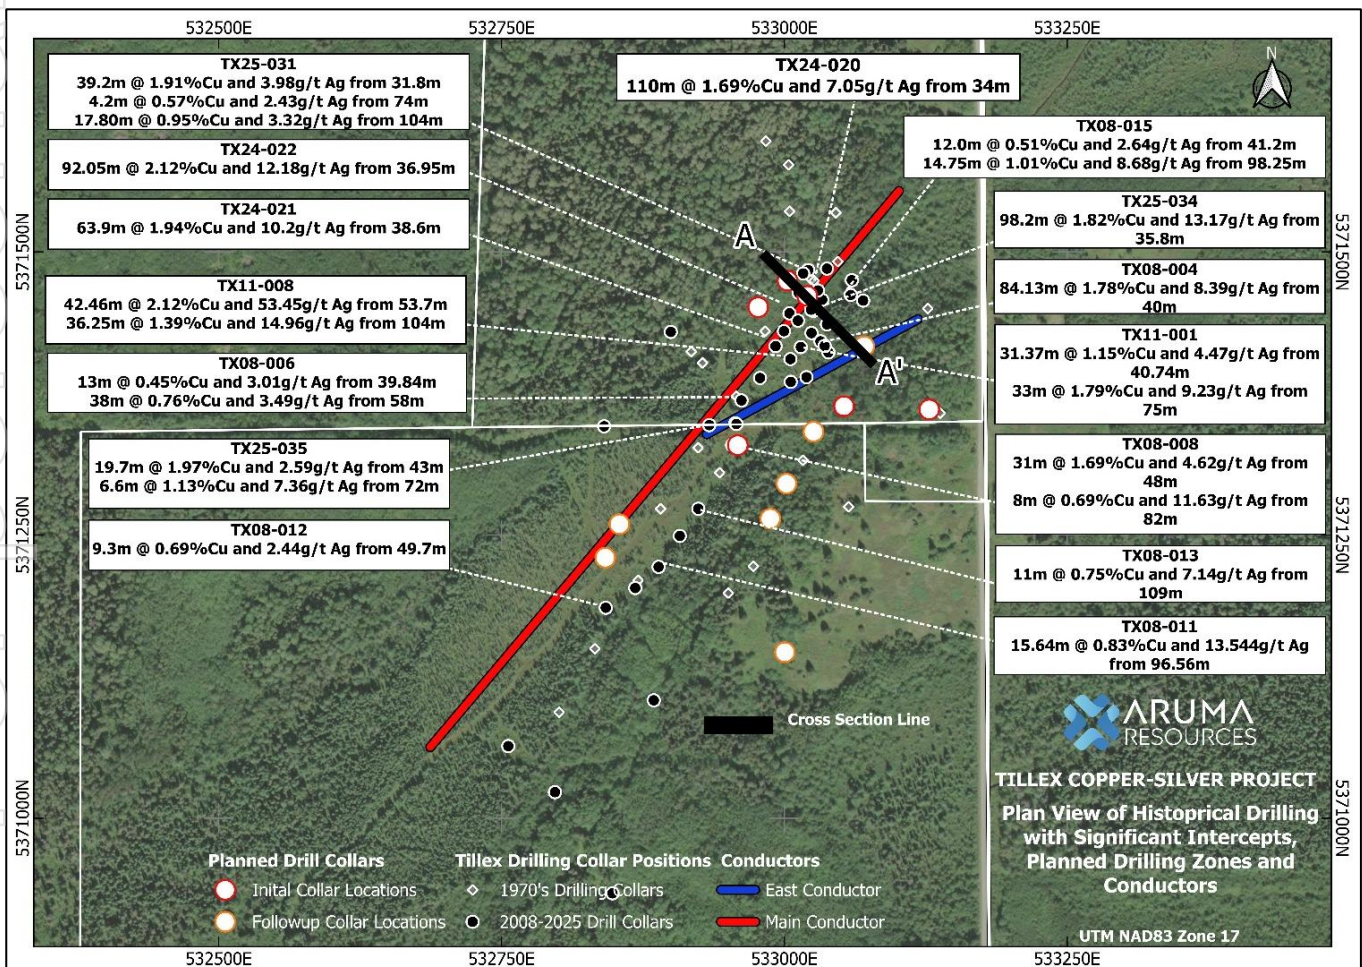 532500E
532750E
533000E
533250E
TX25-031
39.2m @ 1.91%Cu and 3.98g/t Ag from 31.8m
4.2m @ 0.57%Cu and 2.43g/t Ag from 74m
17.80m @ 0.95%Cu and 3.32g/t Ag from 104m
TX24-020
110m @ 1.69%Cu and 7.05g/t Ag from 34m
N
TX08-015
12.0m @ 0.51%Cu and 2.64g/t Ag from 41.2m
14.75m @ 1.01%Cu and 8.68g/t Ag from 98.25m
TX24-022
92.05m @ 2.12%Cu and 12.18g/t Ag from 36.95m
TX24-021
63.9m @ 1.94%Cu and 10.2g/t Ag from 38.6m
TX25-034
98.2m @ 1.82%Cu and 13.17g/t Ag from
35.8m
5371500N
5371500N
A
TX08-004
84.13m @ 1.78%Cu and 8.39g/t Ag from
40m
TX11-008
42.46m @ 2.12%Cu and 53.45g/t Ag from 53.7m
36.25m @ 1.39%Cu and 14.96g/t Ag from 104m
TX11-001
31.37m @ 1.15%Cu and 4.47g/t Ag from
40.74m
33m @ 1.79%Cu and 9.23g/t Ag from
75m
A'
TX08-006
13m @ 0.45%Cu and 3.01g/t Ag from 39.84m
38m @ 0.76%Cu and 3.49g/t Ag from 58m
TX25-035
19.7m @ 1.97%Cu and 2.59g/t Ag from 43m
6.6m @ 1.13%Cu and 7.36g/t Ag from 72m
TX08-008
31m @ 1.69%Cu and 4.62g/t Ag from
48m
8m @ 0.69%Cu and 11.63g/t Ag from
82m
TX08-012
9.3m @ 0.69%Cu and 2.44g/t Ag from 49.7m
5371250N
5371250N
TX08-013
11m @ 0.75%Cu and 7.14g/t Ag from
109m
TX08-011
15.64m @ 0.83%Cu and 13.544g/t Ag
from 96.56m
Cross Section Line
ARUMA
RESOURCES
TILLEX COPPER-SILVER PROJECT
Plan View of Histoprical Drilling
with Significant Intercepts,
Planned Drilling Zones and
Conductors
5371000N
5371000N
Planned Drill Collars
Inital Collar Locations
Followup Collar Locations
Tillex Drilling Collar Positions
1970's Drilling Collars
2008-2025 Drill Collars
Conductors
East Conductor
Main Conductor
UTM NAD83 Zone 17
532500E
532750E
533000E
533250E